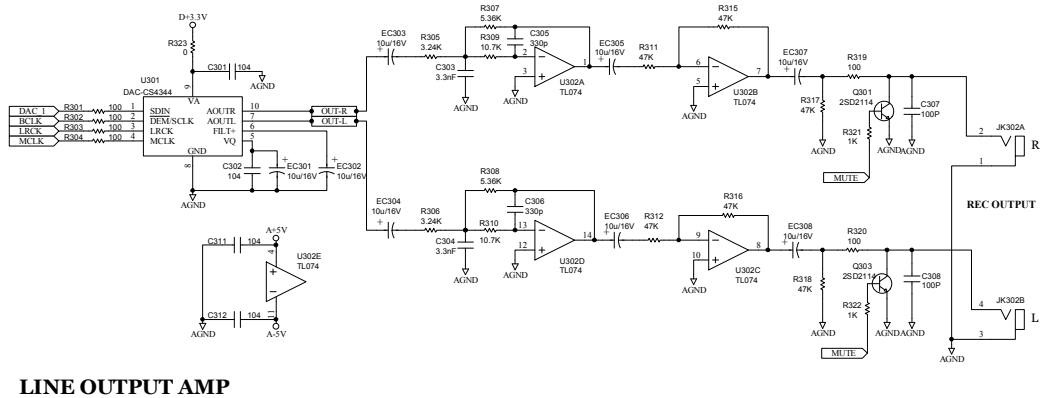 D+3.3V
R323
0
C301 104
AGND
U301
DAC-CS4344
9
VA
DAC_1 R301 100 1 SDIN
BCLK R302 100 2 DEM/SCLK
LRCK R303 100 3 LRCK
MCLK R304 100 4 MCLK
AOUTR 10 OUT-R
AOUTL 7 OUT-L
FILT+ 6
VQ 5
GND
8
AGND
C302
104
EC301
10u/16V
EC302
10u/16V
EC303
10u/16V
R305
3.24K
R307
5.36K
R309
10.7K
C305
330p
C303
3.3nF
AGND
2
3
1
U302A
TL074
AGND
EC305
10u/16V
R311
47K
R315
47K
6
5
7
U302B
TL074
AGND
EC307
10u/16V
R317
47K
AGND
R319
100
Q301
2SD2114
R321
1K
MUTE
AGND
C307
100P
AGND
2
JK302A
R
1
REC OUTPUT
EC304
10u/16V
R306
3.24K
R308
5.36K
R310
10.7K
C306
330p
C304
3.3nF
AGND
13
12
14
U302D
TL074
AGND
EC306
10u/16V
R312
47K
R316
47K
9
10
8
U302C
TL074
AGND
EC308
10u/16V
R318
47K
AGND
R320
100
Q303
2SD2114
R322
1K
MUTE
AGND
C308
100P
AGND
4
JK302B
L
3
AGND
A+5V
C311 104
4
U302E
TL074
C312 104
11
AGND
A-5V
LINE OUTPUT AMP